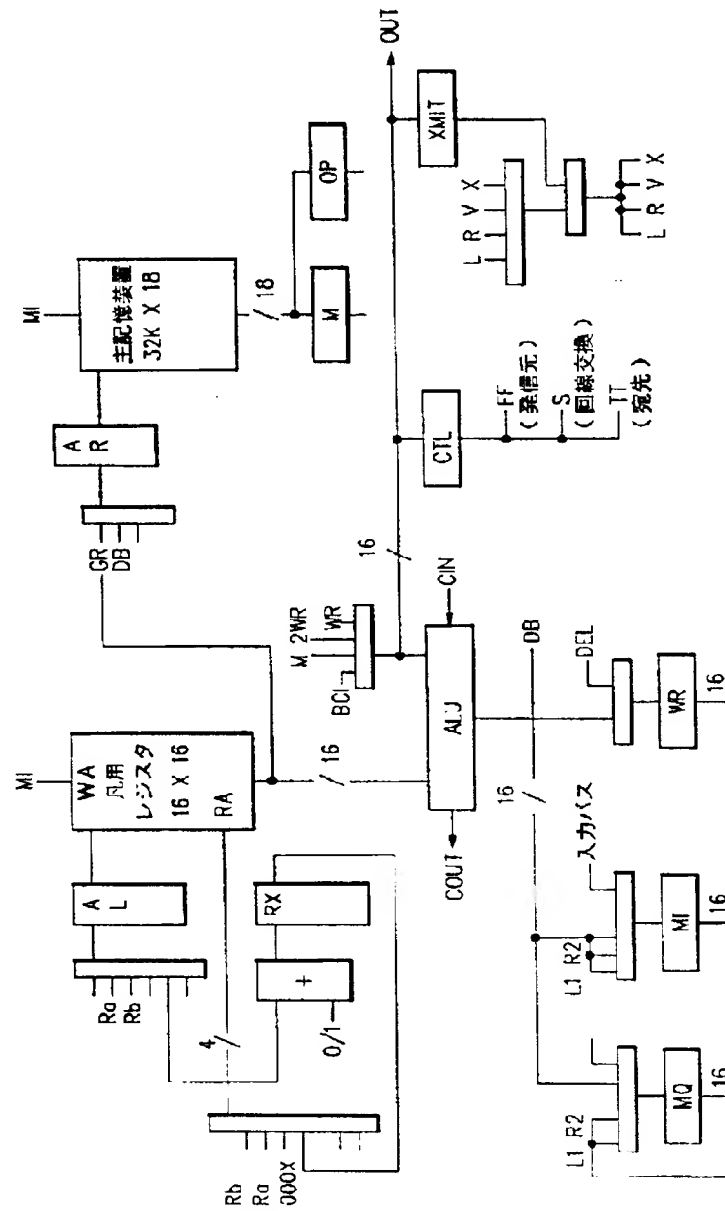 MI
主記憶装置
32K X 18
18
M
OP
A
R
GR
DB
MI
WA
凡用
レジスタ
16 X 16
RA
A
L
Ra
Rb
4
+
RX
0/1
Rb
Ra
000X
16
BCI
M
2WR
WR
16
OUT
XMIT
L R V X
L R V X
CTL
FF
(発信元)
S
(回線交換)
TT
(宛先)
CIN
ALU
COUT
DB
16
DEL
WR
16
入力バス
L1 R2
MI
16
L1 R2
MQ
16